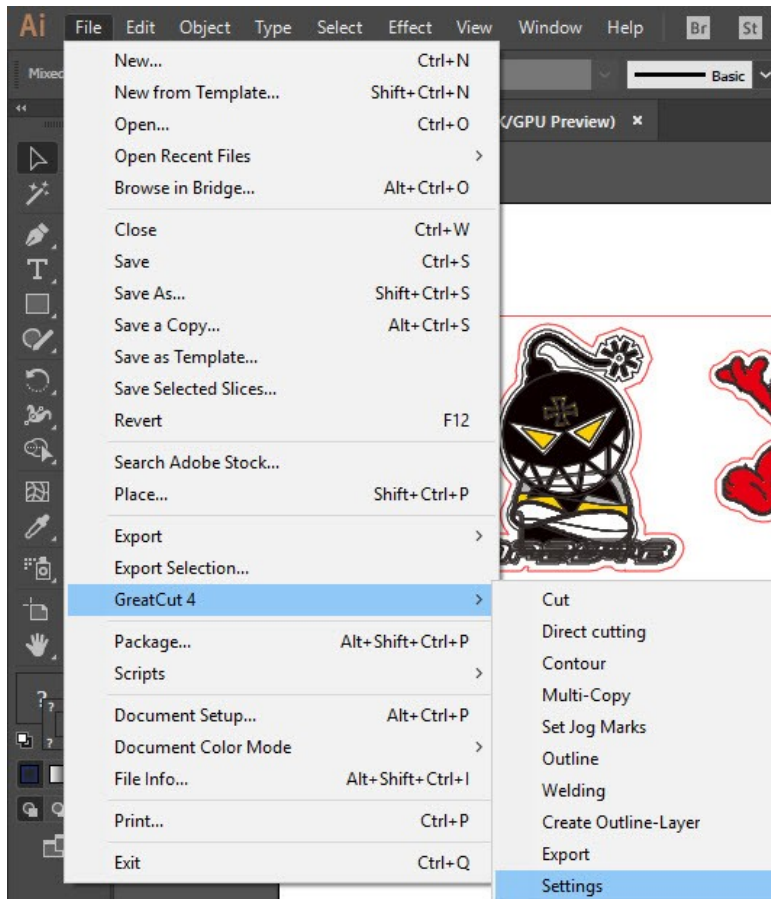 Ai File Edit Object Type Select Effect View Window Help Br St
Mixed Basic
K/GPU Preview) ×
New... Ctrl+N
New from Template... Shift+Ctrl+N
Open... Ctrl+O
Open Recent Files >
Browse in Bridge... Alt+Ctrl+O
Close Ctrl+W
Save Ctrl+S
Save As... Shift+Ctrl+S
Save a Copy... Alt+Ctrl+S
Save as Template...
Save Selected Slices...
Revert F12
Search Adobe Stock...
Place... Shift+Ctrl+P
Export >
Export Selection...
GreatCut 4 >
Package... Alt+Shift+Ctrl+P
Scripts >
Document Setup... Alt+Ctrl+P
Document Color Mode >
File Info... Alt+Shift+Ctrl+I
Print... Ctrl+P
Exit Ctrl+Q
Cut
Direct cutting
Contour
Multi-Copy
Set Jog Marks
Outline
Welding
Create Outline-Layer
Export
Settings